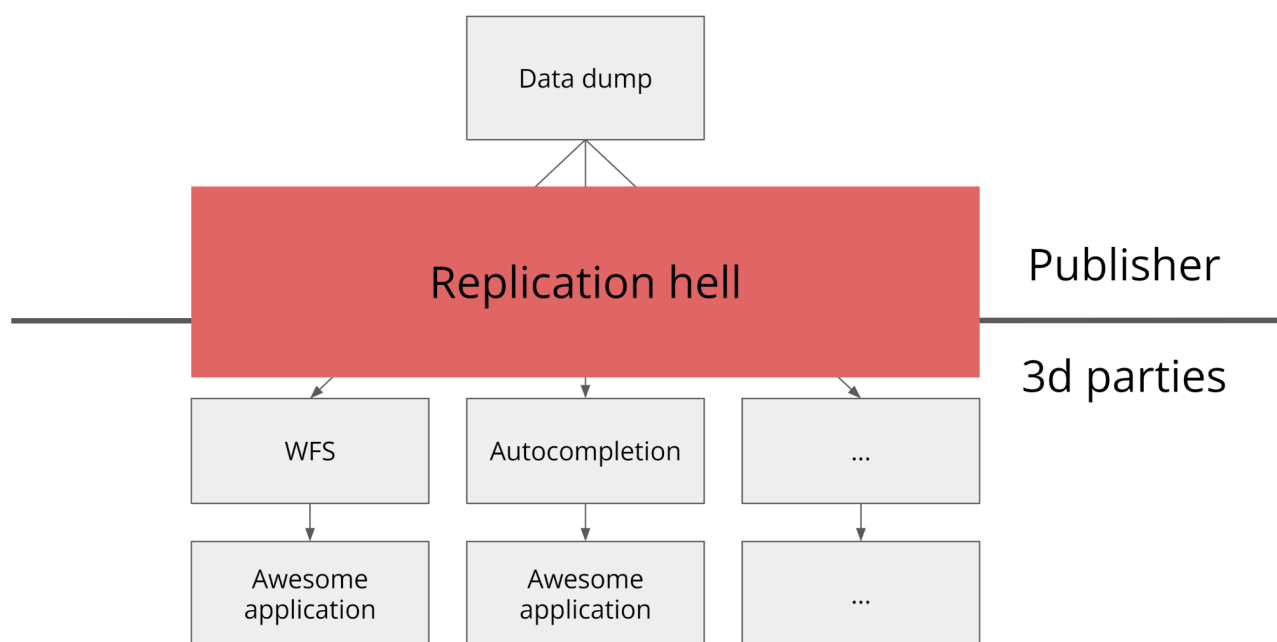 Data dump
Replication hell
Publisher
3d parties
WFS
Autocompletion
...
Awesome
application
Awesome
application
...